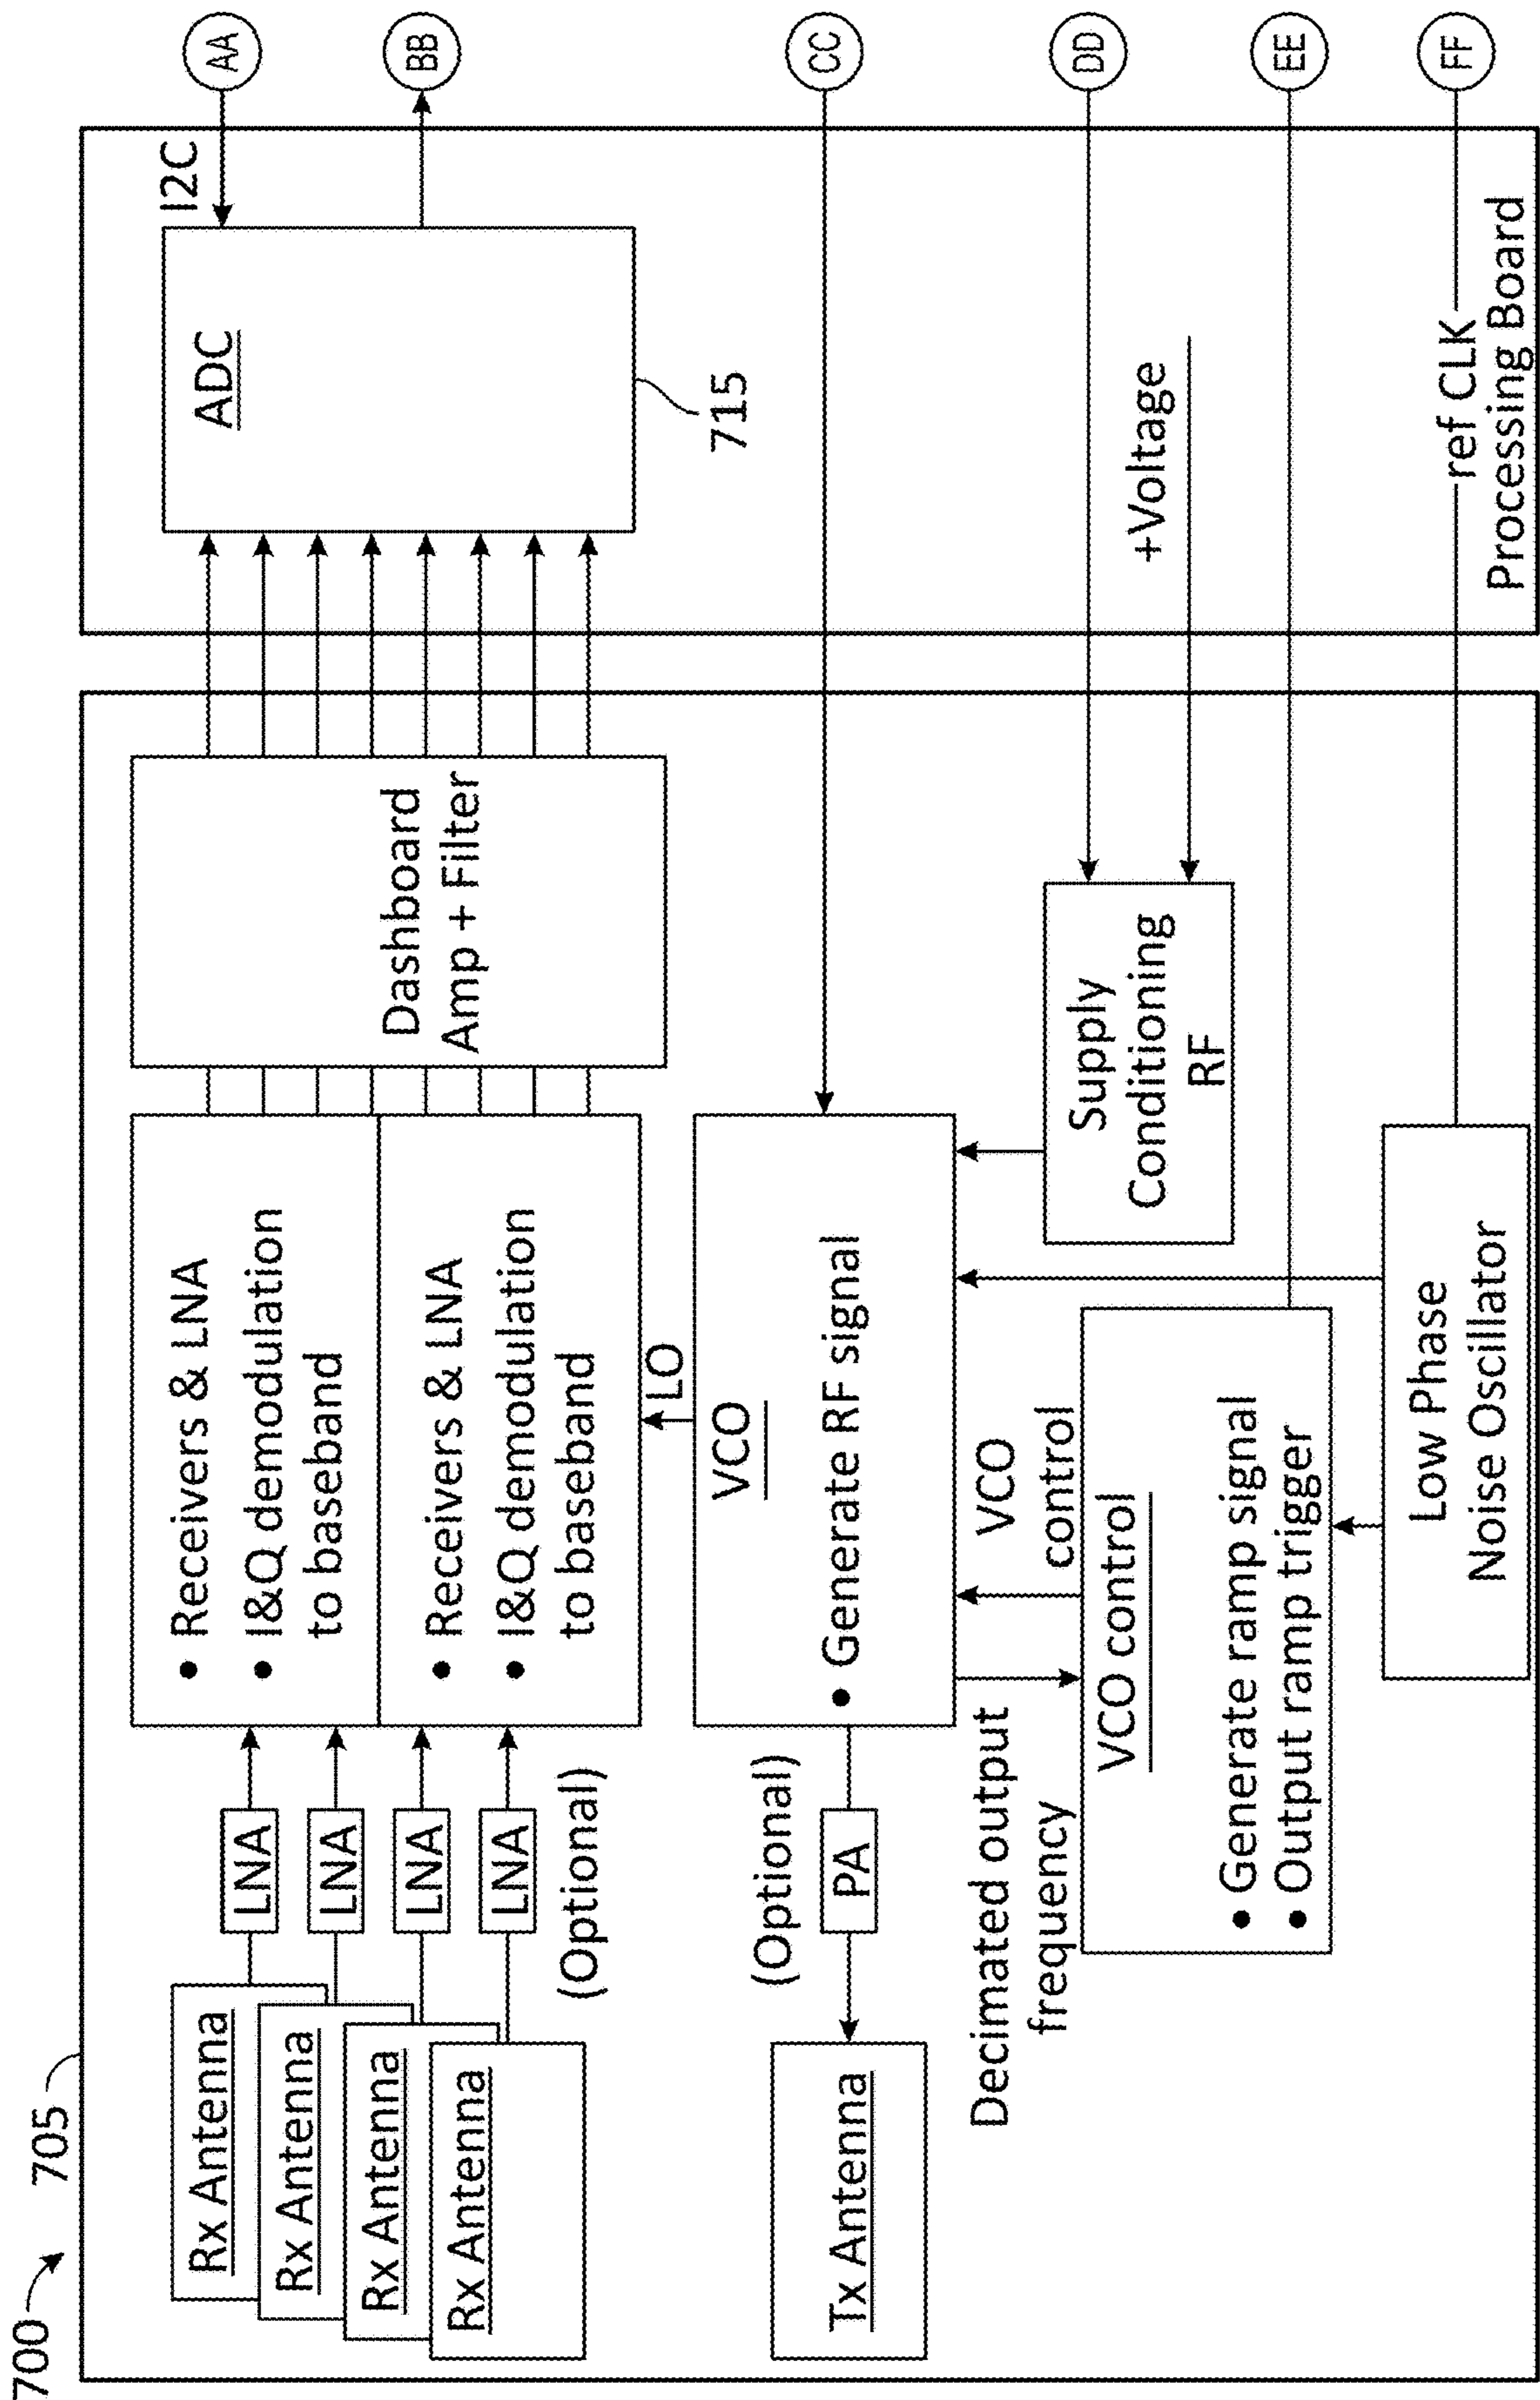 700
705
Rx Antenna
Rx Antenna
Rx Antenna
Rx Antenna
LNA
LNA
LNA
LNA
(Optional)
• Receivers & LNA
• I&Q demodulation
to baseband
• Receivers & LNA
• I&Q demodulation
to baseband
Dashboard
Amp + Filter
ADC
715
I2C
AA
BB
LO
Tx Antenna
(Optional)
PA
VCO
• Generate RF signal
CC
Decimated output
frequency
VCO
control
VCO control
• Generate ramp signal
• Output ramp trigger
Supply
Conditioning
RF
+Voltage
DD
EE
Low Phase
Noise Oscillator
ref CLK
Processing Board
FF